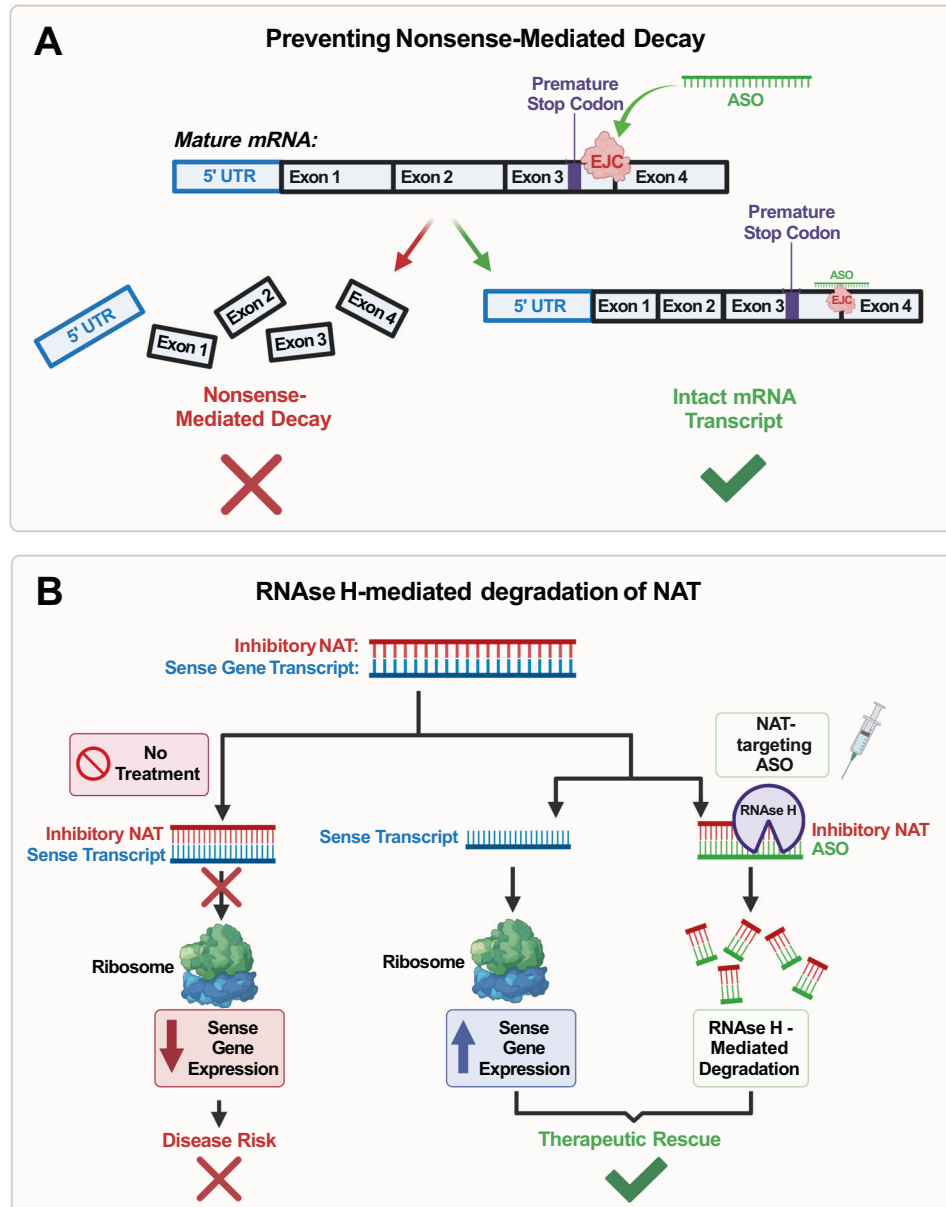 A
Preventing Nonsense-Mediated Decay
Premature
Stop Codon
ASO
Mature mRNA:
EJC
5' UTR
Exon 1
Exon 2
Exon 3
Exon 4
Premature
Stop Codon
ASO
EJC
5' UTR
Exon 1
Exon 2
Exon 3
Exon 4
5' UTR
Exon 1
Exon 2
Exon 3
Exon 4
Nonsense-
Mediated Decay
Intact mRNA
Transcript
B
RNAse H-mediated degradation of NAT
Inhibitory NAT:
Sense Gene Transcript:
No
Treatment
NAT-
targeting
ASO
RNAse H
Inhibitory NAT
Sense Transcript
Sense Transcript
Inhibitory NAT
ASO
Ribosome
Ribosome
Sense
Gene
Expression
Sense
Gene
Expression
RNAse H -
Mediated
Degradation
Disease Risk
Therapeutic Rescue